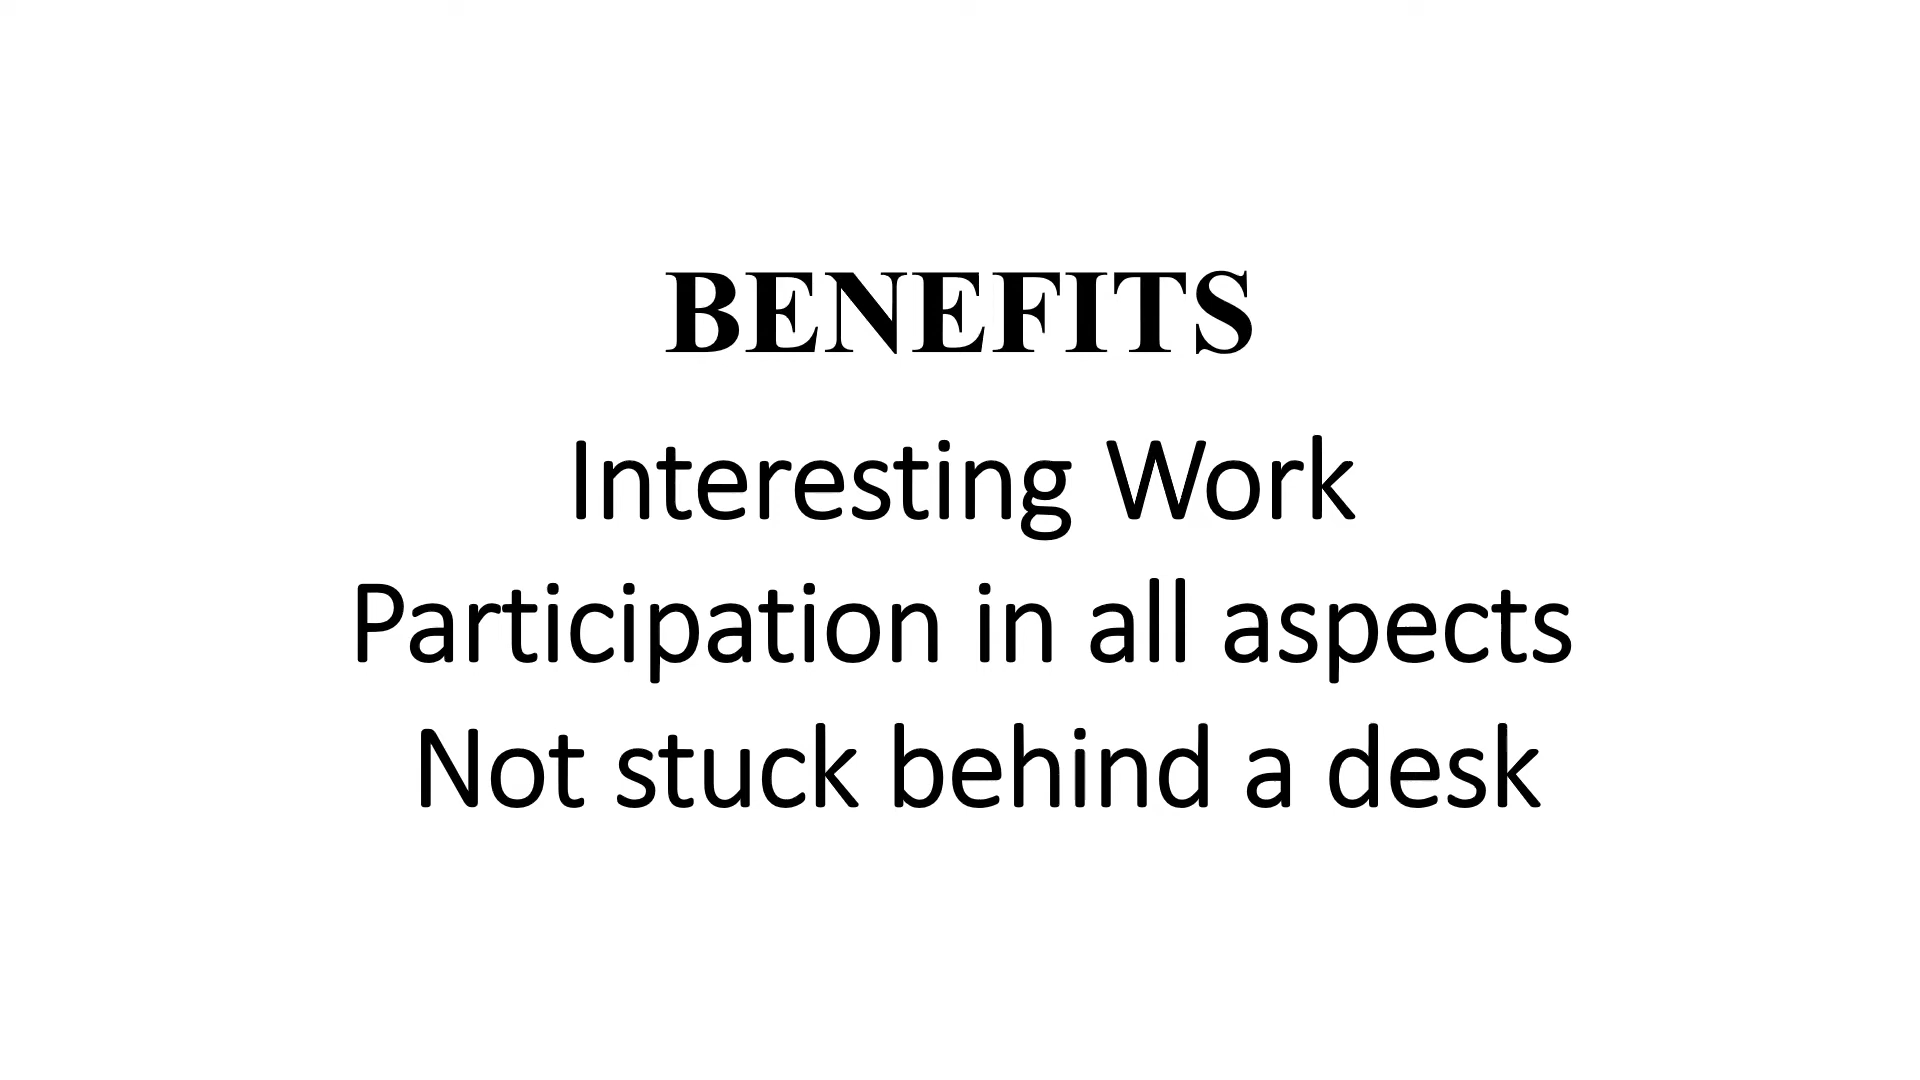 BENEFITS
Interesting Work
Participation in all aspects
Not stuck behind a desk